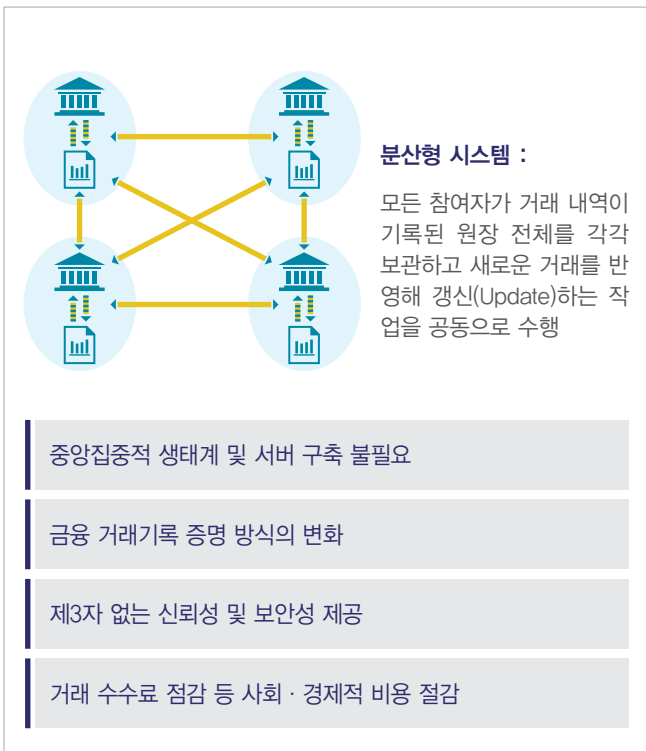 분산형 시스템 :
모든 참여자가 거래 내역이
기록된 원장 전체를 각각
보관하고 새로운 거래를 반
영해 갱신(Update)하는 작
업을 공동으로 수행
중앙집중적 생태계 및 서버 구축 불필요
금융 거래기록 증명 방식의 변화
제3자 없는 신뢰성 및 보안성 제공
거래 수수료 점감 등 사회 · 경제적 비용 절감